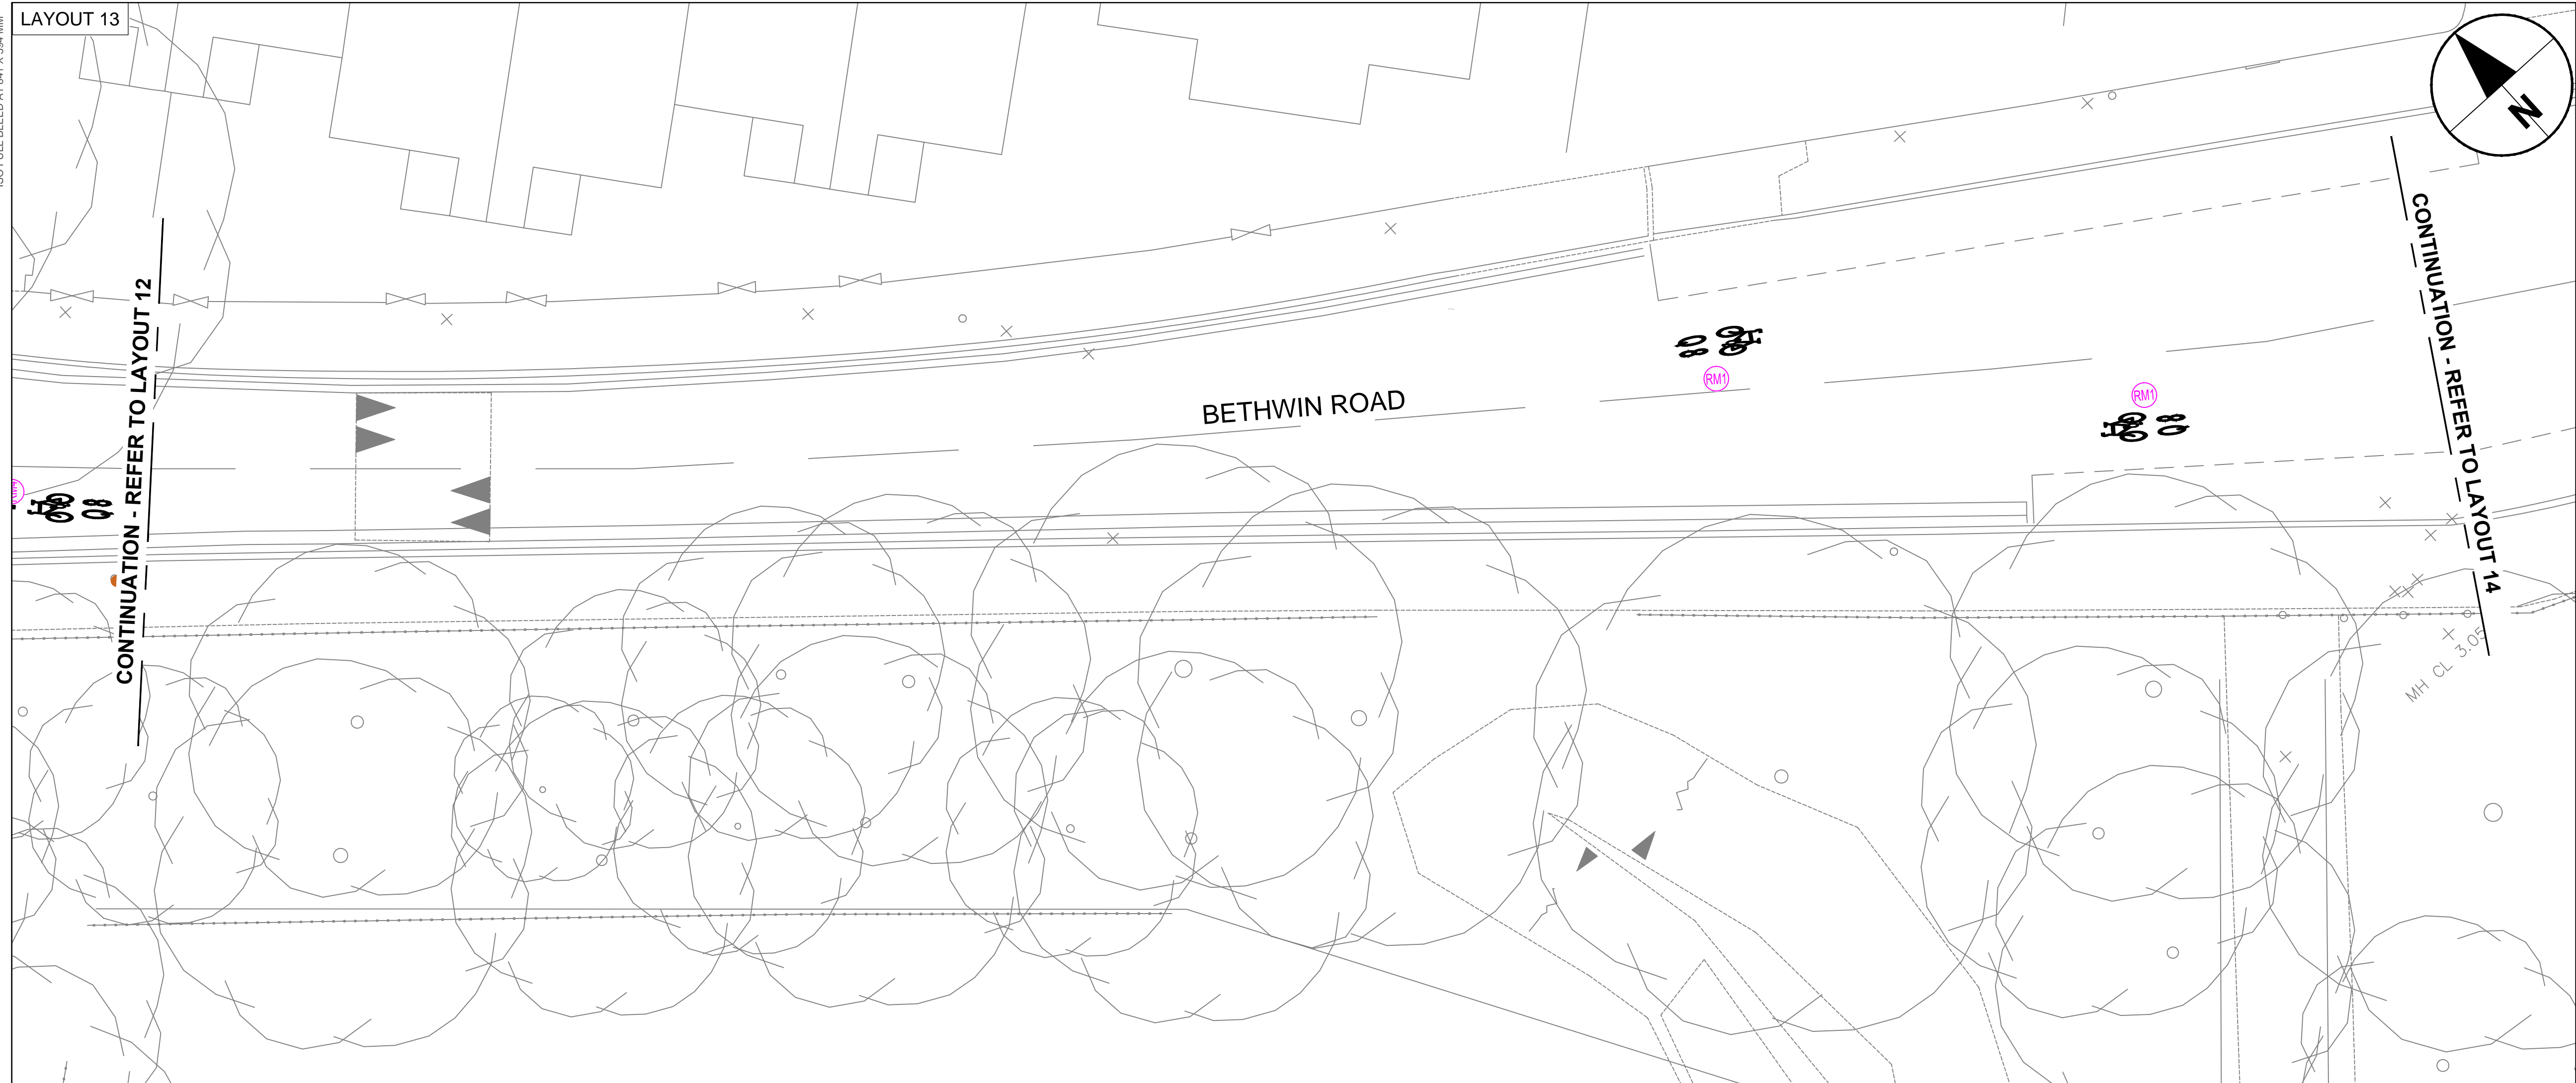 LAYOUT 13
N
CONTINUATION - REFER TO LAYOUT 12
BETHWIN ROAD
RM1
RM1
CONTINUATION - REFER TO LAYOUT 14
MH CL 3.05